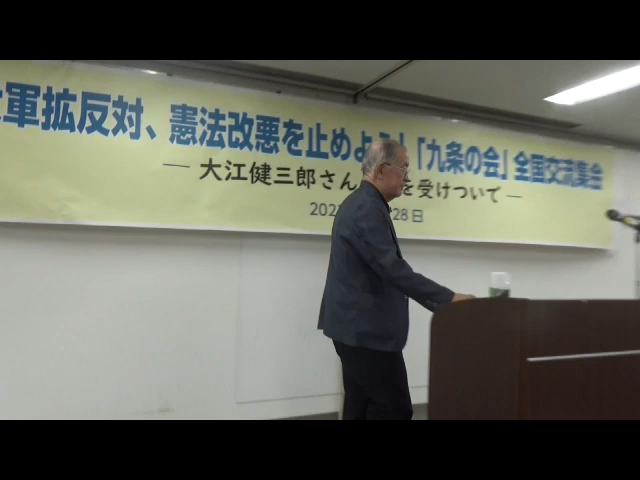 軍拡反対、憲法改悪を止めよう！「九条の会」全国交流集会
― 大江健三郎さん を受けついで ―
202 28日